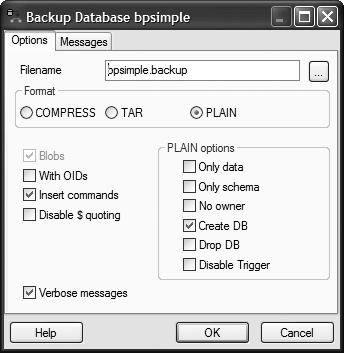 Backup Database bpsimple
Options Messages
Filename bpsimple.backup ...
Format
COMPRESS TAR PLAIN
Blobs
With OIDs
Insert commands
Disable $ quoting
PLAIN options
Only data
Only schema
No owner
Create DB
Drop DB
Disable Trigger
Verbose messages
Help OK Cancel